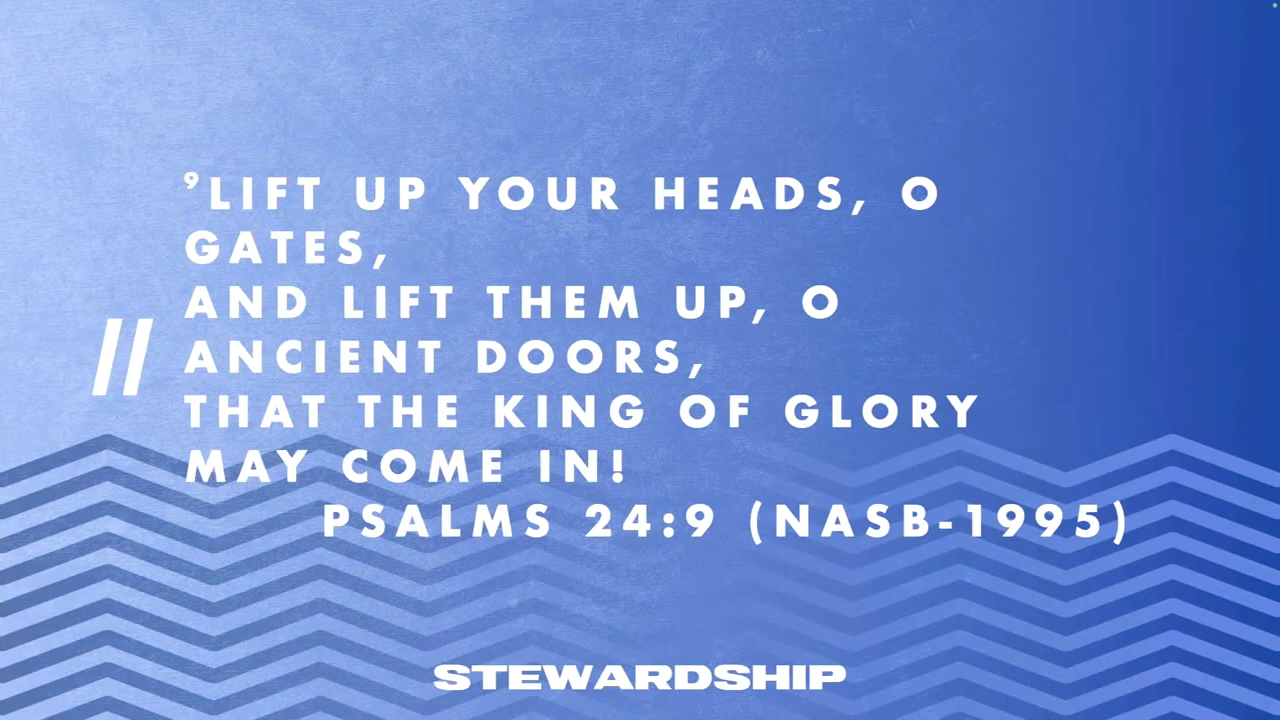 ⁹LIFT UP YOUR HEADS, O
GATES,
AND LIFT THEM UP, O
ANCIENT DOORS,
THAT THE KING OF GLORY
MAY COME IN!
PSALMS 24:9 (NASB-1995)
//
STEWARDSHIP